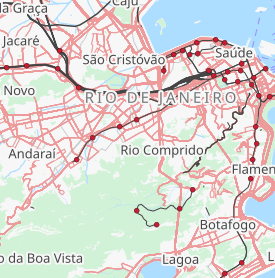 Caju
da Graça
Jacaré
São Cristóvão
Saúde
Novo
RIO DE JANEIRO
Andaraí
Rio Comprido
Flamen
Botafogo
o da Boa Vista
Lagoa